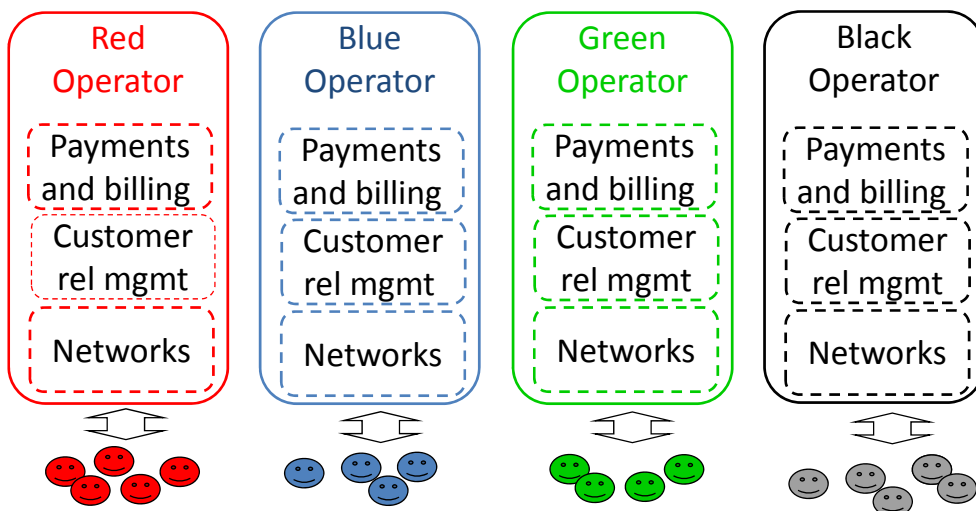 Red
Operator
Payments
and billing
Customer
rel mgmt
Networks
Blue
Operator
Payments
and billing
Customer
rel mgmt
Networks
Green
Operator
Payments
and billing
Customer
rel mgmt
Networks
Black
Operator
Payments
and billing
Customer
rel mgmt
Networks